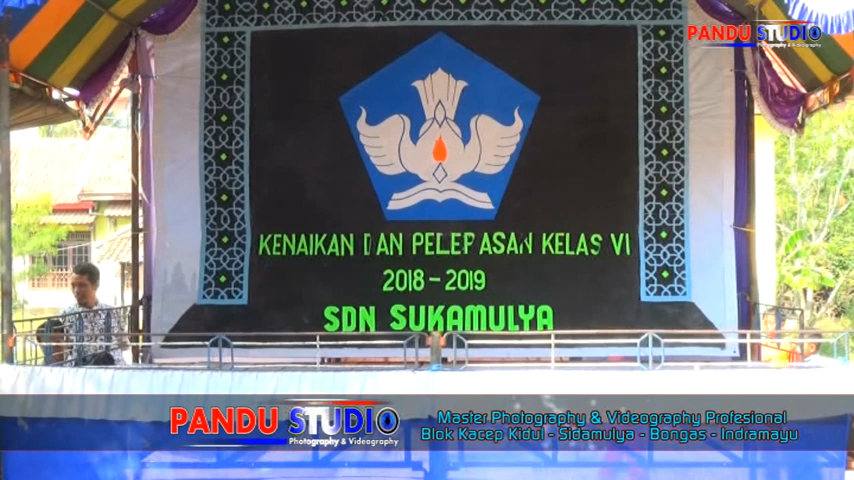 PANDU STUDIO
Photography & Videography
KENAIKAN DAN PELEPASAN KELAS VI
2018-2019
SDN SUKAMULYA
PANDU STUDIO
Photography & Videography
Master Photography & Videography Profesional
Blok Kacep Kidul - Sidamulya - Bongas - Indramayu